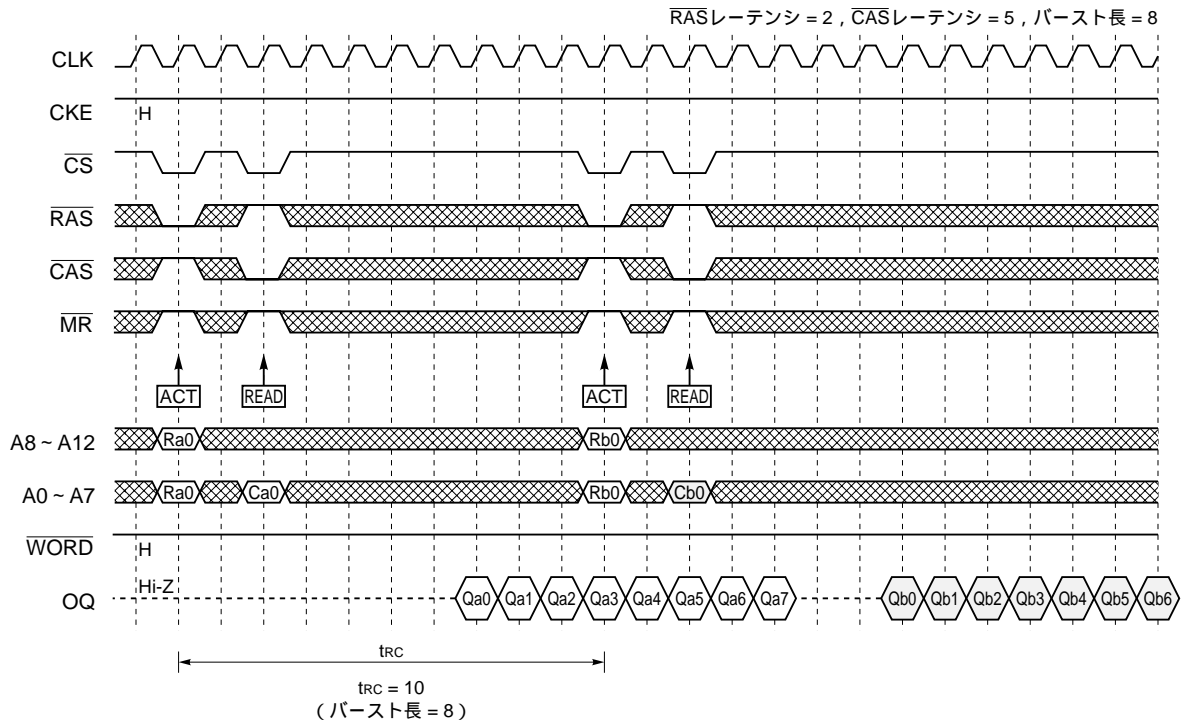 RASレーテンシ = 2 , CASレーテンシ = 5 , バースト長 = 8
CLK
CKE H
CS
RAS
CAS
MR
ACT READ ACT READ
A8 ~ A12 Ra0 Rb0
A0 ~ A7 Ra0 Ca0 Rb0 Cb0
WORD H
OQ Hi-Z Qa0 Qa1 Qa2 Qa3 Qa4 Qa5 Qa6 Qa7 Qb0 Qb1 Qb2 Qb3 Qb4 Qb5 Qb6
tRC
tRC = 10
( バースト長 = 8 )